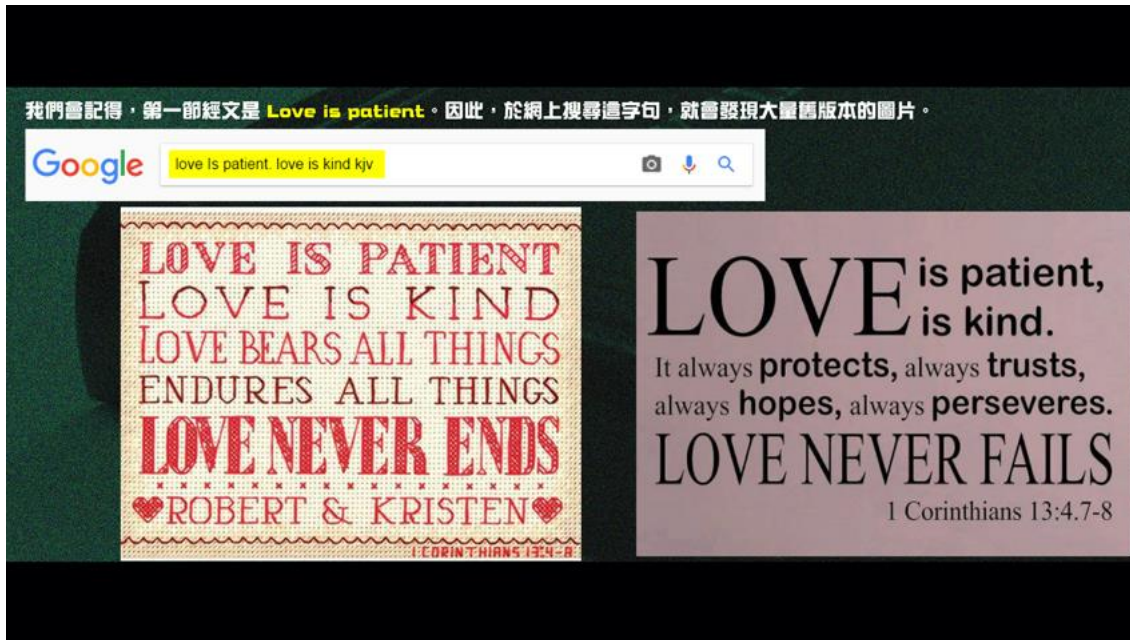 我們會記得，第一節經文是 Love is patient。因此，於網上搜尋這字句，就會發現大量舊版本的圖片。
Google love Is patient. love is kind kjv
LOVE IS PATIENT
LOVE IS KIND
LOVE BEARS ALL THINGS
ENDURES ALL THINGS
LOVE NEVER ENDS
ROBERT & KRISTEN
1 CORINTHIANS 13:4-8
LOVE is patient,
is kind.
It always protects, always trusts,
always hopes, always perseveres.
LOVE NEVER FAILS
1 Corinthians 13:4.7-8